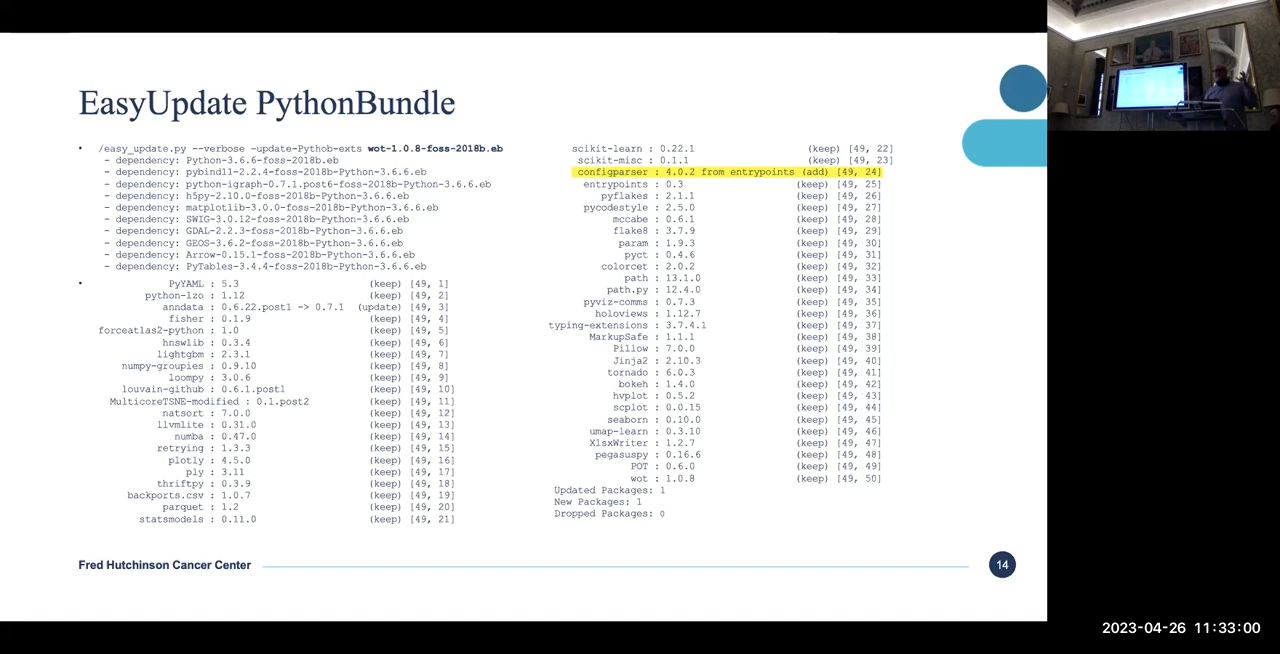 EasyUpdate PythonBundle
• /easy_update.py --verbose -update-Pythob-exts wot-1.0.8-foss-2018b.eb
- dependency: Python-3.6.6-foss-2018b.eb
- dependency: pybind11-2.2.4-foss-2018b-Python-3.6.6.eb
- dependency: python-igraph-0.7.1.post6-foss-2018b-Python-3.6.6.eb
- dependency: h5py-2.10.0-foss-2018b-Python-3.6.6.eb
- dependency: matplotlib-3.0.0-foss-2018b-Python-3.6.6.eb
- dependency: SWIG-3.0.12-foss-2018b-Python-3.6.6.eb
- dependency: GDAL-2.2.3-foss-2018b-Python-3.6.6.eb
- dependency: GEOS-3.6.2-foss-2018b-Python-3.6.6.eb
- dependency: Arrow-0.15.1-foss-2018b-Python-3.6.6.eb
- dependency: PyTables-3.4.4-foss-2018b-Python-3.6.6.eb
• PyYAML : 5.3 (keep) [49, 1]
python-lzo : 1.12 (keep) [49, 2]
anndata : 0.6.22.post1 -> 0.7.1 (update) [49, 3]
fisher : 0.1.9 (keep) [49, 4]
forceatlas2-python : 1.0 (keep) [49, 5]
hnswlib : 0.3.4 (keep) [49, 6]
lightgbm : 2.3.1 (keep) [49, 7]
numpy-groupies : 0.9.10 (keep) [49, 8]
loompy : 3.0.6 (keep) [49, 9]
louvain-github : 0.6.1.post1 (keep) [49, 10]
MulticoreTSNE-modified : 0.1.post2 (keep) [49, 11]
natsort : 7.0.0 (keep) [49, 12]
llvmlite : 0.31.0 (keep) [49, 13]
numba : 0.47.0 (keep) [49, 14]
retrying : 1.3.3 (keep) [49, 15]
plotly : 4.5.0 (keep) [49, 16]
ply : 3.11 (keep) [49, 17]
thriftpy : 0.3.9 (keep) [49, 18]
backports.csv : 1.0.7 (keep) [49, 19]
parquet : 1.2 (keep) [49, 20]
statsmodels : 0.11.0 (keep) [49, 21]
scikit-learn : 0.22.1 (keep) [49, 22]
scikit-misc : 0.1.1 (keep) [49, 23]
configparser : 4.0.2 from entrypoints (add) [49, 24]
entrypoints : 0.3 (keep) [49, 25]
pyflakes : 2.1.1 (keep) [49, 26]
pycodestyle : 2.5.0 (keep) [49, 27]
mccabe : 0.6.1 (keep) [49, 28]
flake8 : 3.7.9 (keep) [49, 29]
param : 1.9.3 (keep) [49, 30]
pyct : 0.4.6 (keep) [49, 31]
colorcet : 2.0.2 (keep) [49, 32]
path : 13.1.0 (keep) [49, 33]
path.py : 12.4.0 (keep) [49, 34]
pyviz-comms : 0.7.3 (keep) [49, 35]
holoviews : 1.12.7 (keep) [49, 36]
typing-extensions : 3.7.4.1 (keep) [49, 37]
MarkupSafe : 1.1.1 (keep) [49, 38]
Pillow : 7.0.0 (keep) [49, 39]
Jinja2 : 2.10.3 (keep) [49, 40]
tornado : 6.0.3 (keep) [49, 41]
bokeh : 1.4.0 (keep) [49, 42]
hvplot : 0.5.2 (keep) [49, 43]
scplot : 0.0.15 (keep) [49, 44]
seaborn : 0.10.0 (keep) [49, 45]
umap-learn : 0.3.10 (keep) [49, 46]
XlsxWriter : 1.2.7 (keep) [49, 47]
pegasuspy : 0.16.6 (keep) [49, 48]
POT : 0.6.0 (keep) [49, 49]
wot : 1.0.8 (keep) [49, 50]
Updated Packages: 1
New Packages: 1
Dropped Packages: 0
Fred Hutchinson Cancer Center
14
2023-04-26 11:33:00